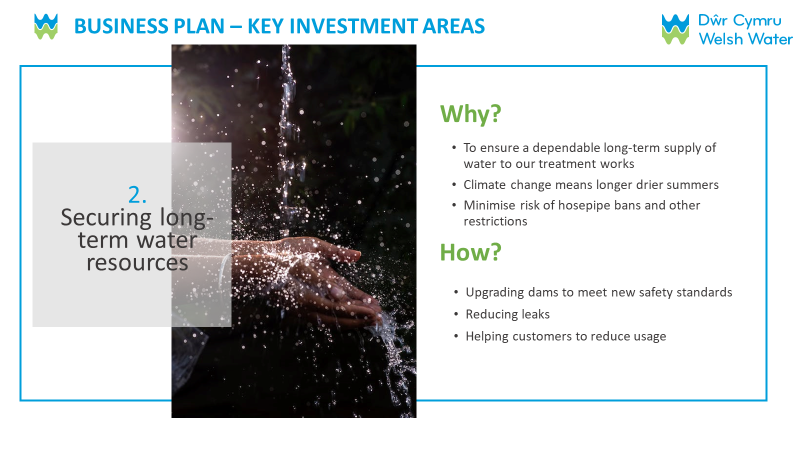 BUSINESS PLAN – KEY INVESTMENT AREAS
Dŵr Cymru
Welsh Water
2.
Securing long-
term water
resources
Why?
• To ensure a dependable long-term supply of
water to our treatment works
• Climate change means longer drier summers
• Minimise risk of hosepipe bans and other
restrictions
How?
• Upgrading dams to meet new safety standards
• Reducing leaks
• Helping customers to reduce usage